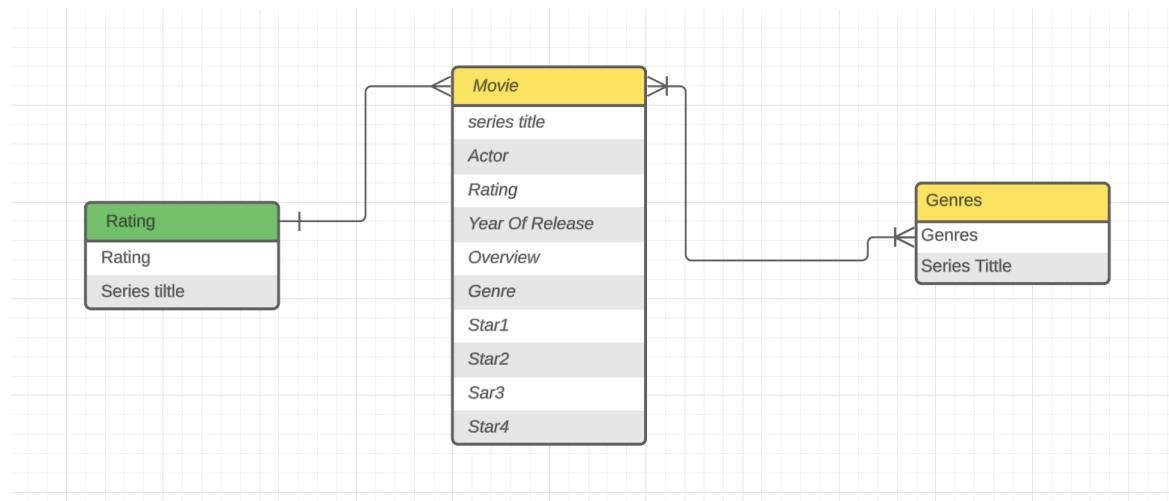 Movie
series title
Actor
Rating
Year Of Release
Overview
Genre
Star1
Star2
Sar3
Star4
Rating
Rating
Series tiltle
Genres
Genres
Series Tittle